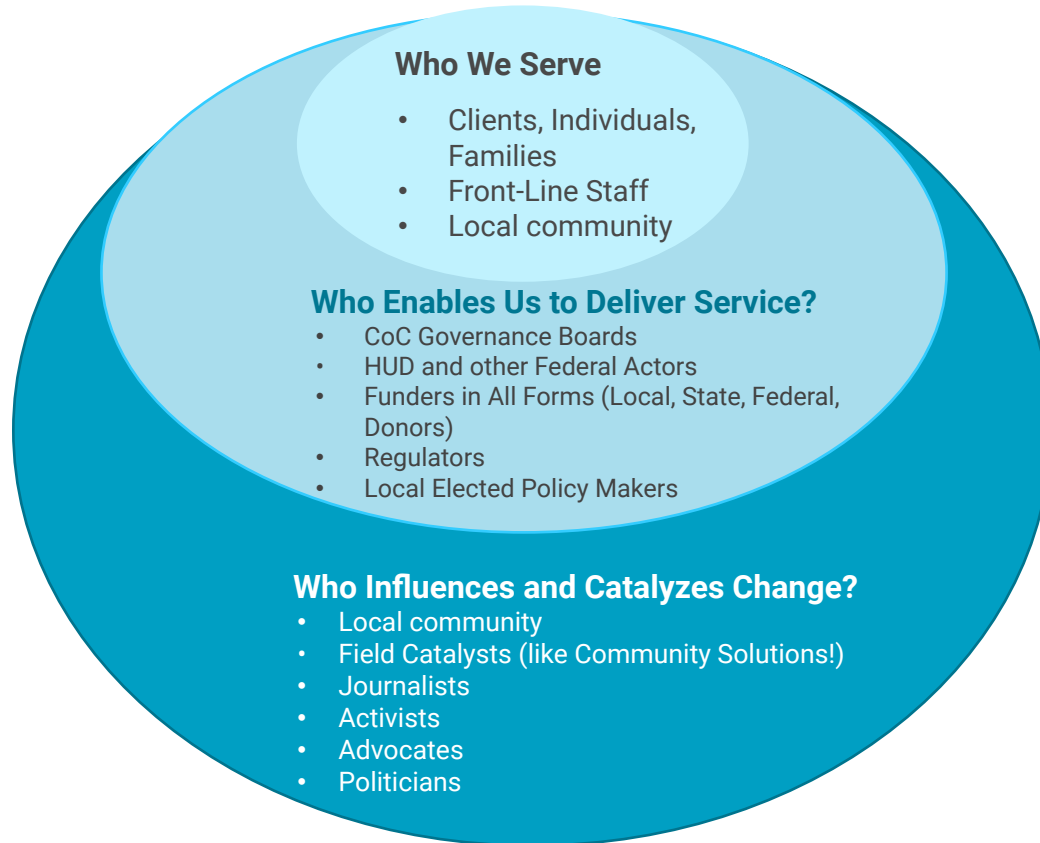 Who We Serve
• Clients, Individuals,
Families
• Front-Line Staff
• Local community
Who Enables Us to Deliver Service?
• CoC Governance Boards
• HUD and other Federal Actors
• Funders in All Forms (Local, State, Federal,
Donors)
• Regulators
• Local Elected Policy Makers
Who Influences and Catalyzes Change?
• Local community
• Field Catalysts (like Community Solutions!)
• Journalists
• Activists
• Advocates
• Politicians